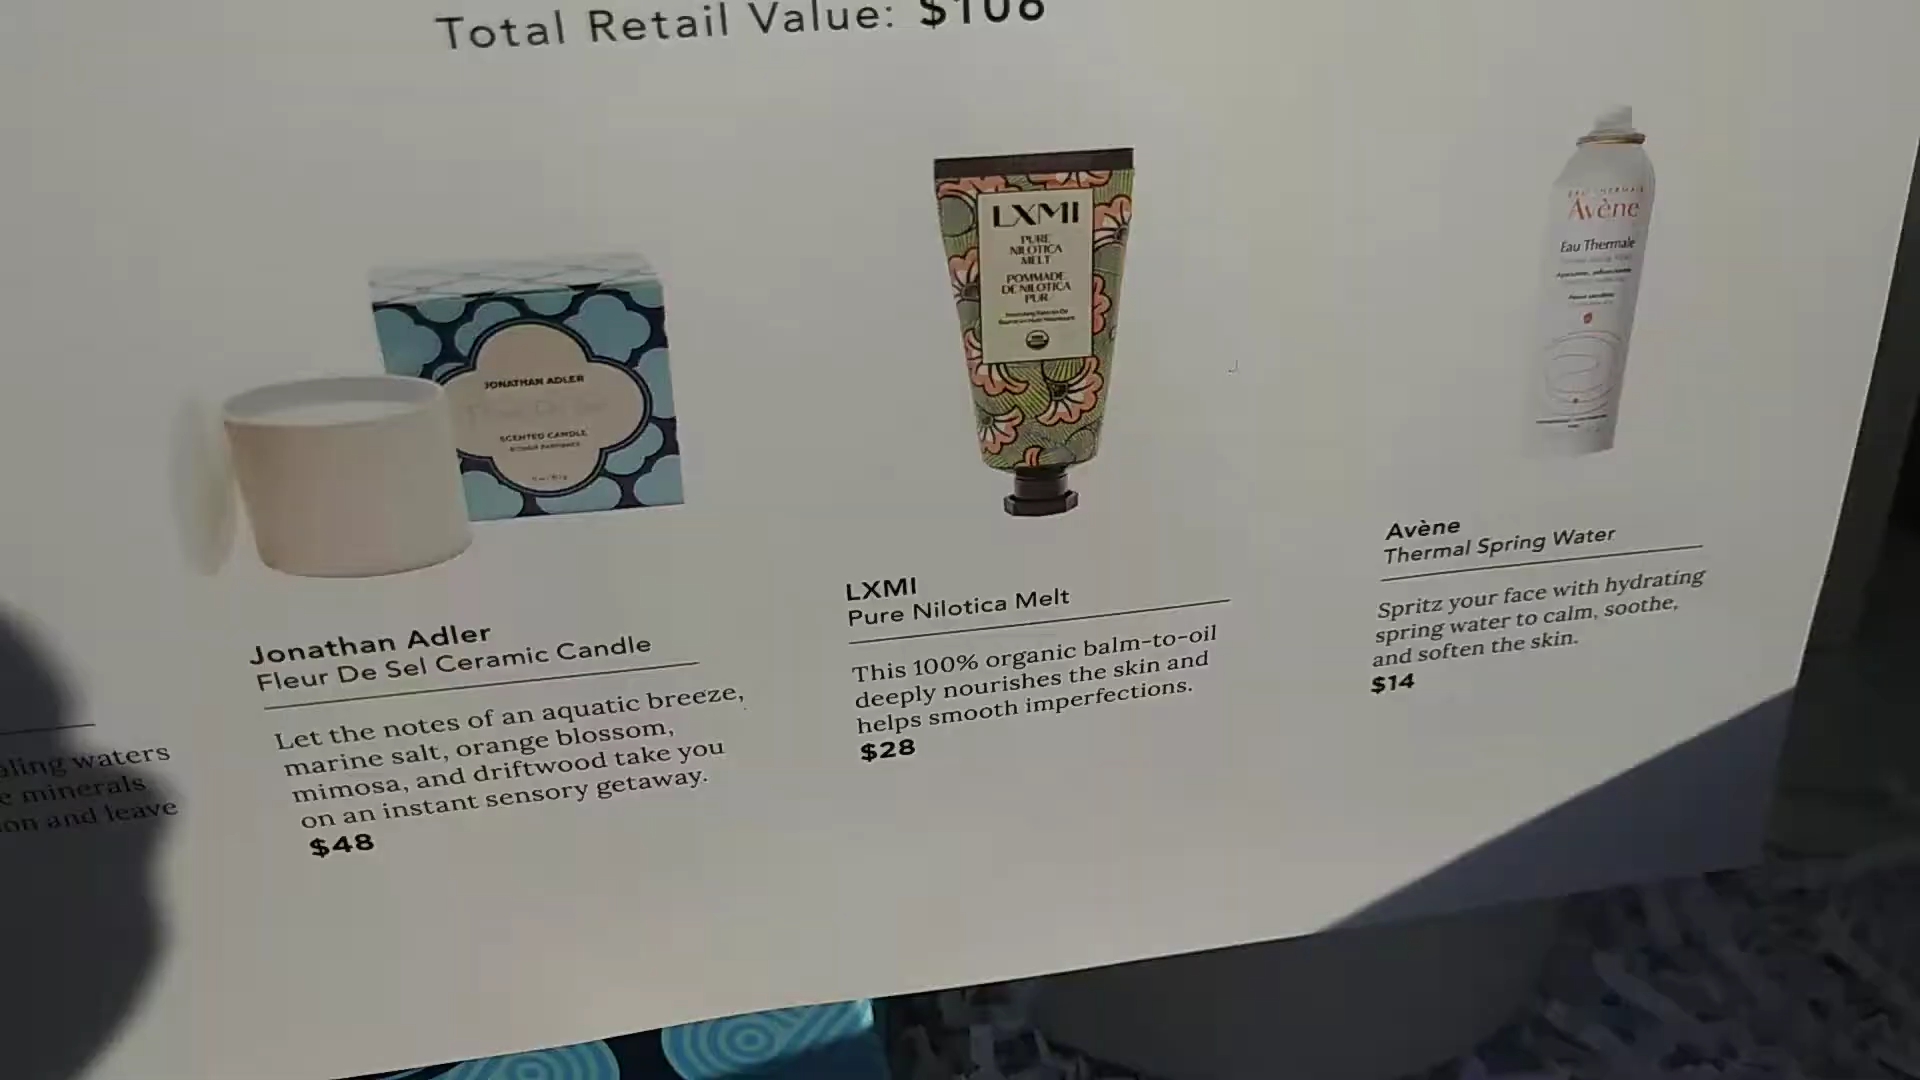 Total Retail Value: $108
JONATHAN ADLER
SCENTED CANDLE
LXMI
PURE
NILOTICA
MELT
POMMADE
DE NILOTICA
PUR
Avène
Eau Thermale
Jonathan Adler
Fleur De Sel Ceramic Candle
Let the notes of an aquatic breeze,
marine salt, orange blossom,
mimosa, and driftwood take you
on an instant sensory getaway.
$48
LXMI
Pure Nilotica Melt
This 100% organic balm-to-oil
deeply nourishes the skin and
helps smooth imperfections.
$28
Avène
Thermal Spring Water
Spritz your face with hydrating
spring water to calm, soothe,
and soften the skin.
$14
waters
minerals
and leave